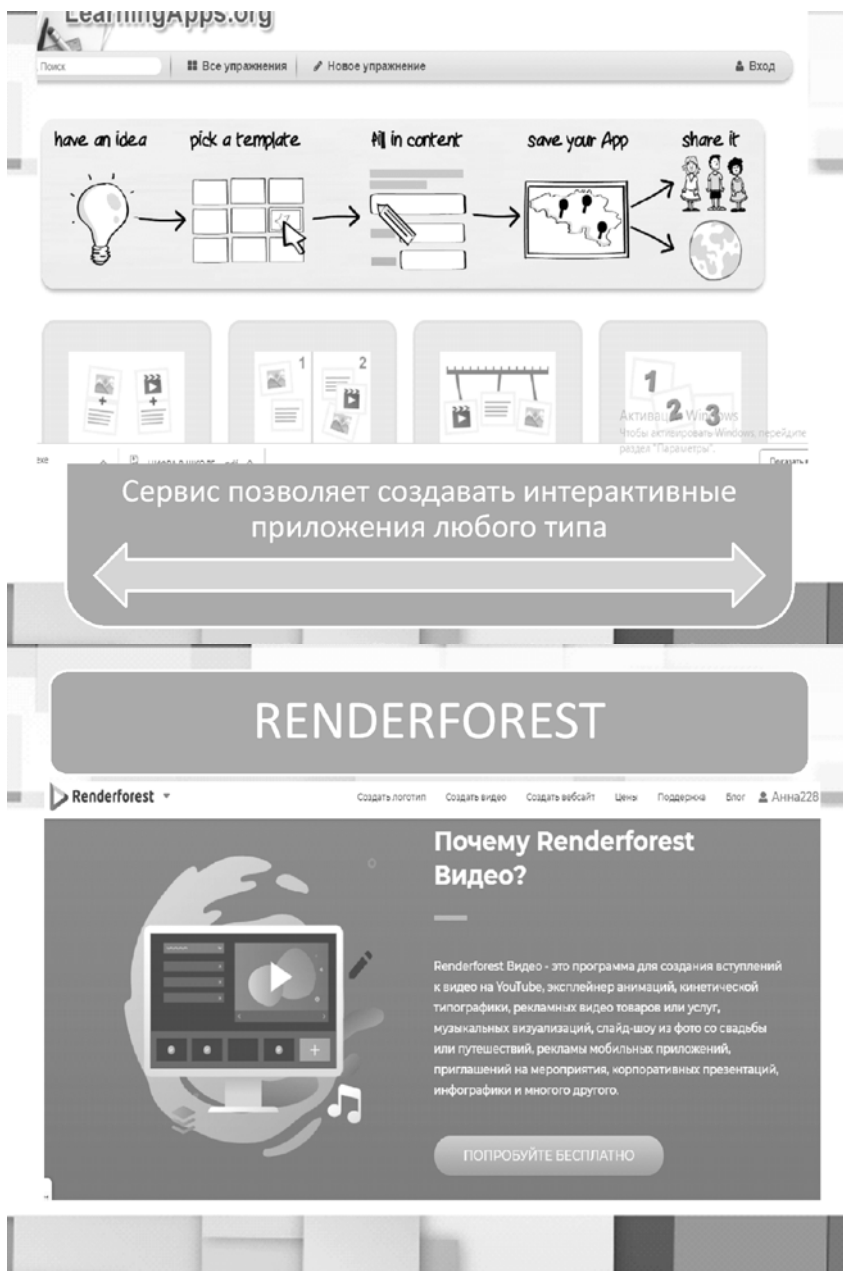 LearningApps.org
Поиск
Все упражнения
Новое упражнение
Вход
have an idea
pick a template
fill in content
save your App
share it
1
2
1
2
3
Активация Windows
Чтобы активировать Windows, перейдите
раздел "Параметры".
Показать
Сервис позволяет создавать интерактивные
приложения любого типа
RENDERFOREST
Renderforest
Создать логотип
Создать видео
Создать вебсайт
Цены
Поддержка
Блог
Анна228
Почему Renderforest
Видео?
Renderforest Видео - это программа для создания вступлений
к видео на YouTube, эксплейнер анимаций, кинетической
типографики, рекламных видео товаров или услуг,
музыкальных визуализаций, слайд-шоу из фото со свадьбы
или путешествий, рекламы мобильных приложений,
приглашений на мероприятия, корпоративных презентаций,
инфографики и многого другого.
ПОПРОБУЙТЕ БЕСПЛАТНО